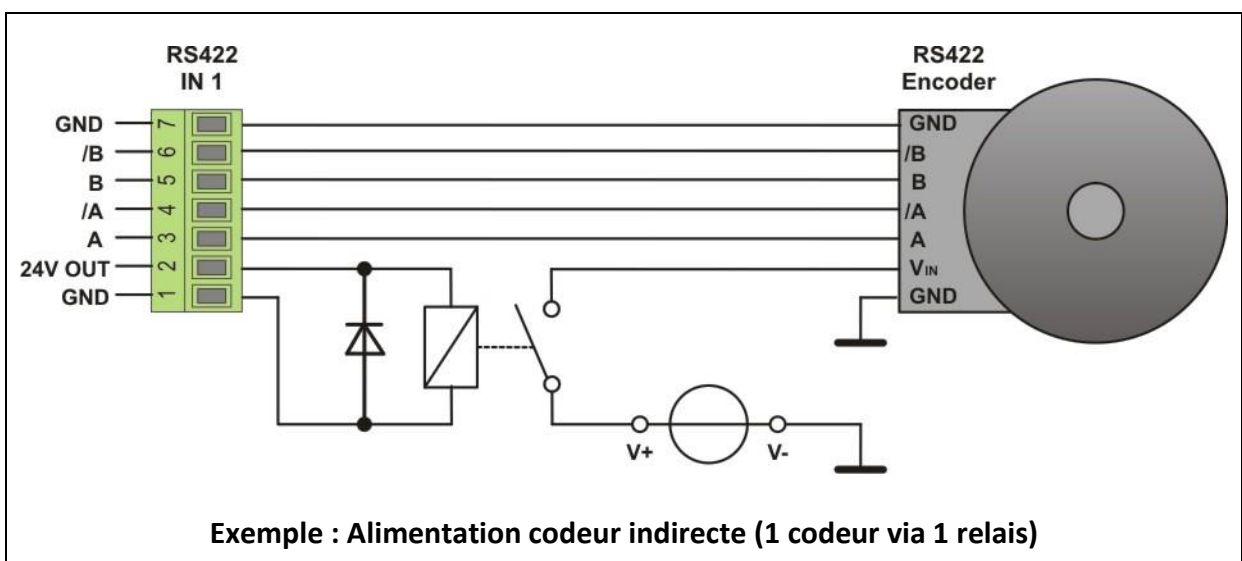 RS422
IN 1
RS422
Encoder
GND 7 GND
/B 6 /B
B 5 B
/A 4 /A
A 3 A
24V OUT 2 VIN
GND 1 GND
V+ V-
Exemple : Alimentation codeur indirecte (1 codeur via 1 relais)